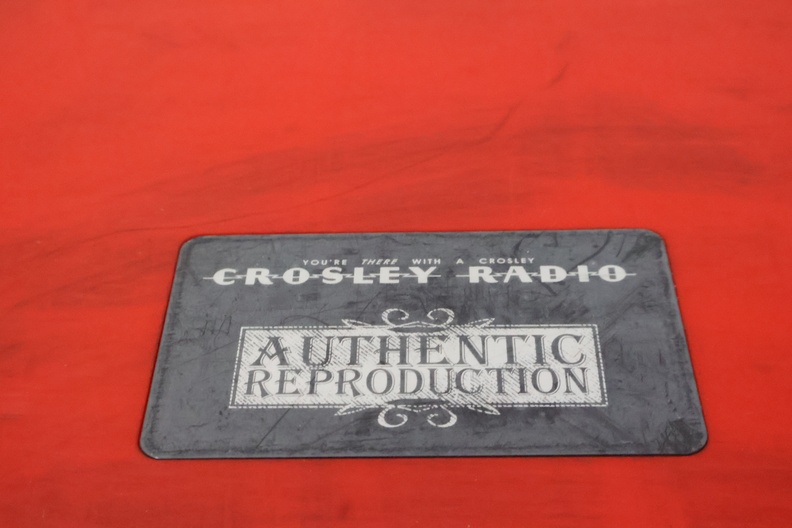 YOU'RE THERE WITH A CROSLEY
CROSLEY RADIO
AUTHENTIC
REPRODUCTION